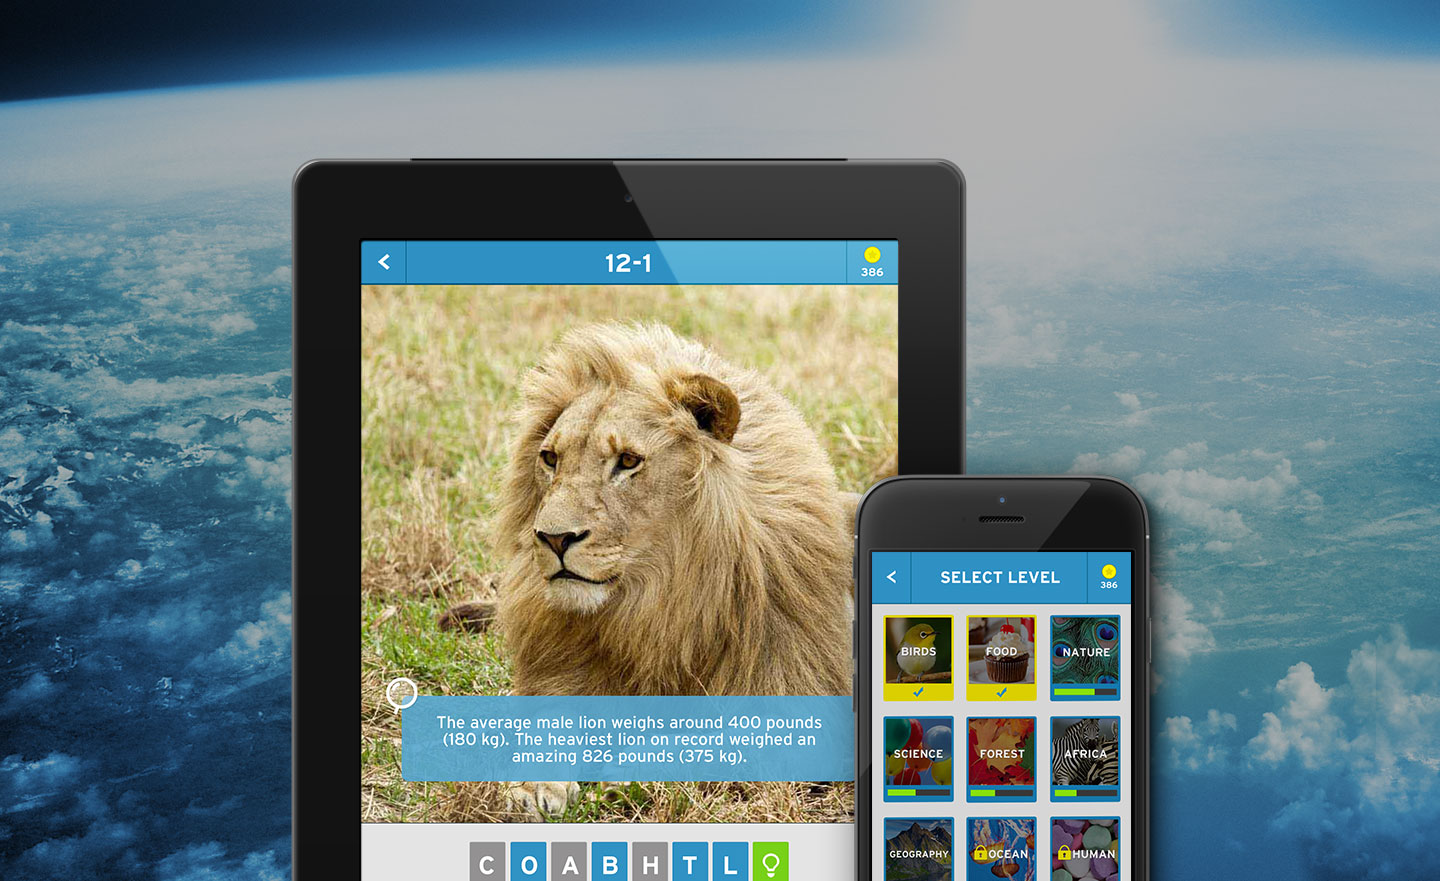 12-1
386
The average male lion weighs around 400 pounds
(180 kg). The heaviest lion on record weighed an
amazing 826 pounds (375 kg).
C O A B H T L
SELECT LEVEL
386
BIRDS FOOD NATURE
SCIENCE FOREST AFRICA
GEOGRAPHY OCEAN HUMAN